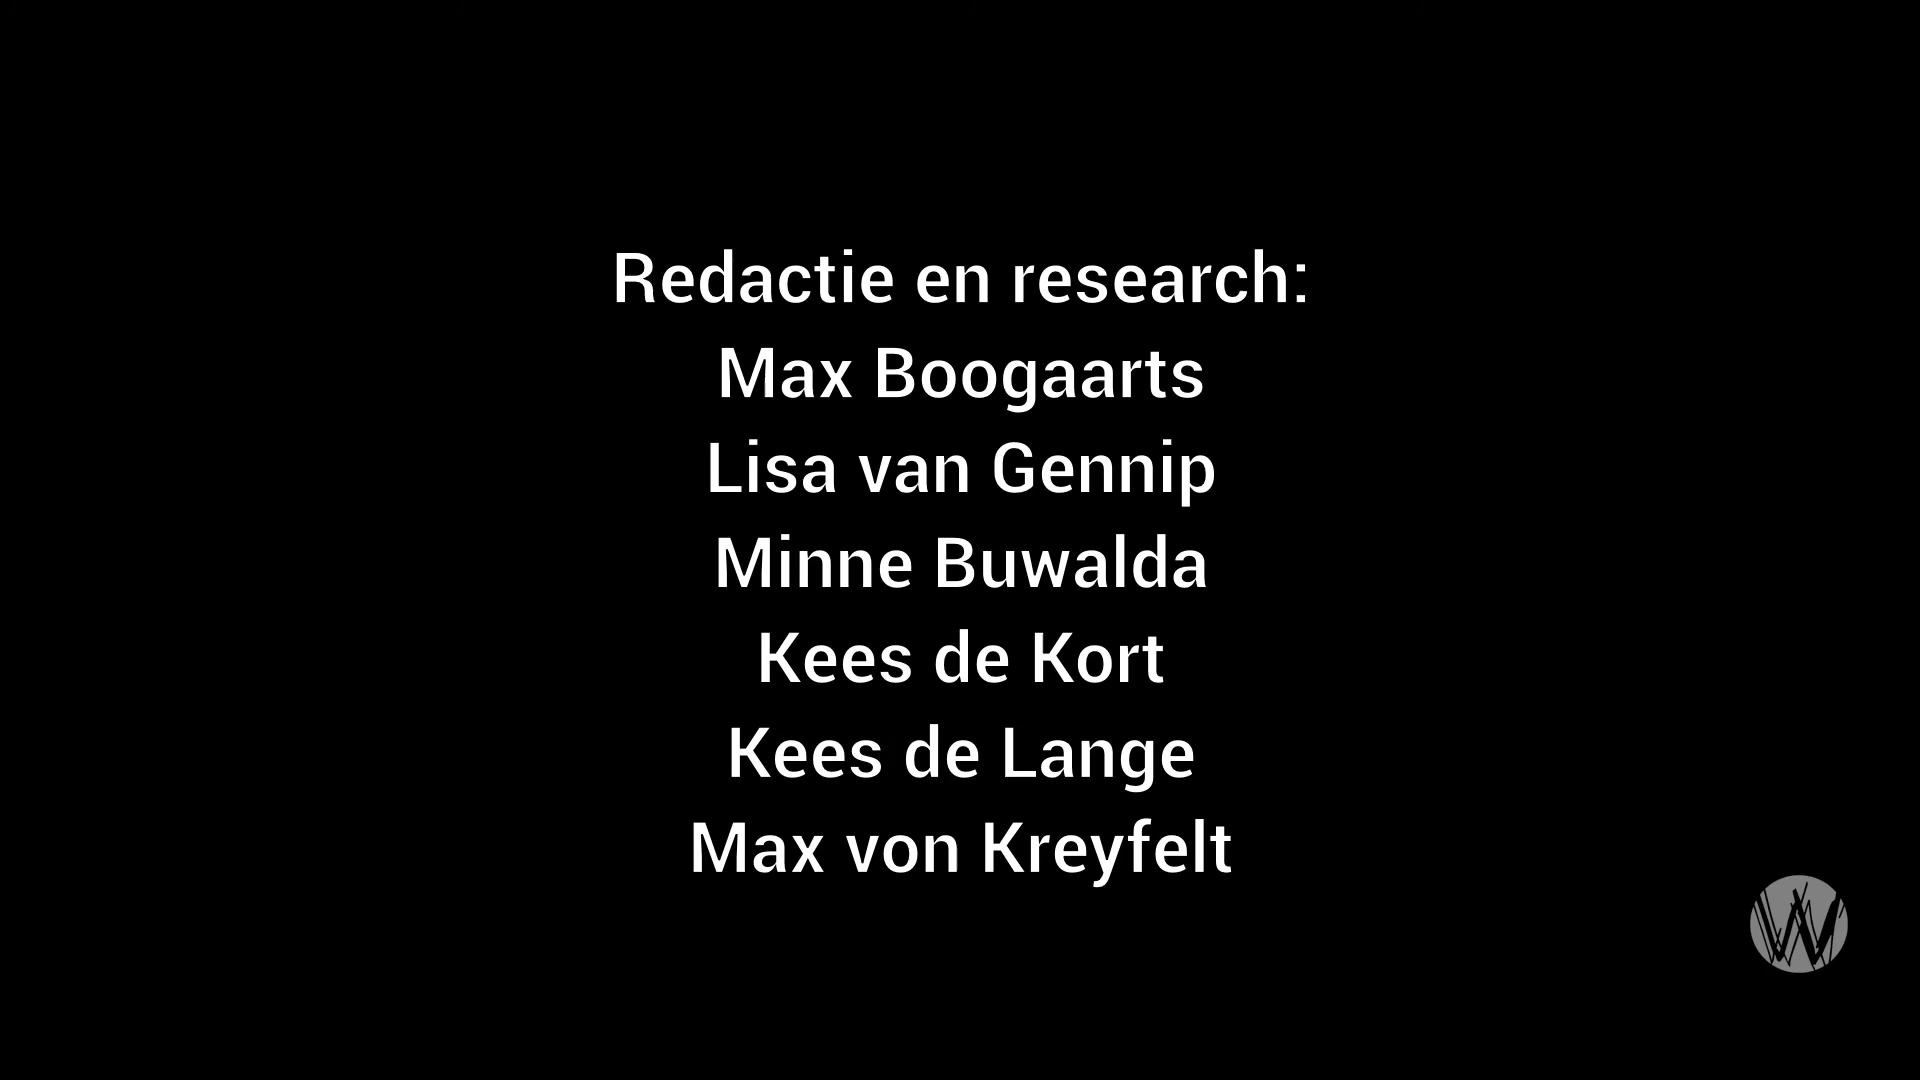 Redactie en research:
Max Boogaarts
Lisa van Gennip
Minne Buwalda
Kees de Kort
Kees de Lange
Max von Kreyfelt
W